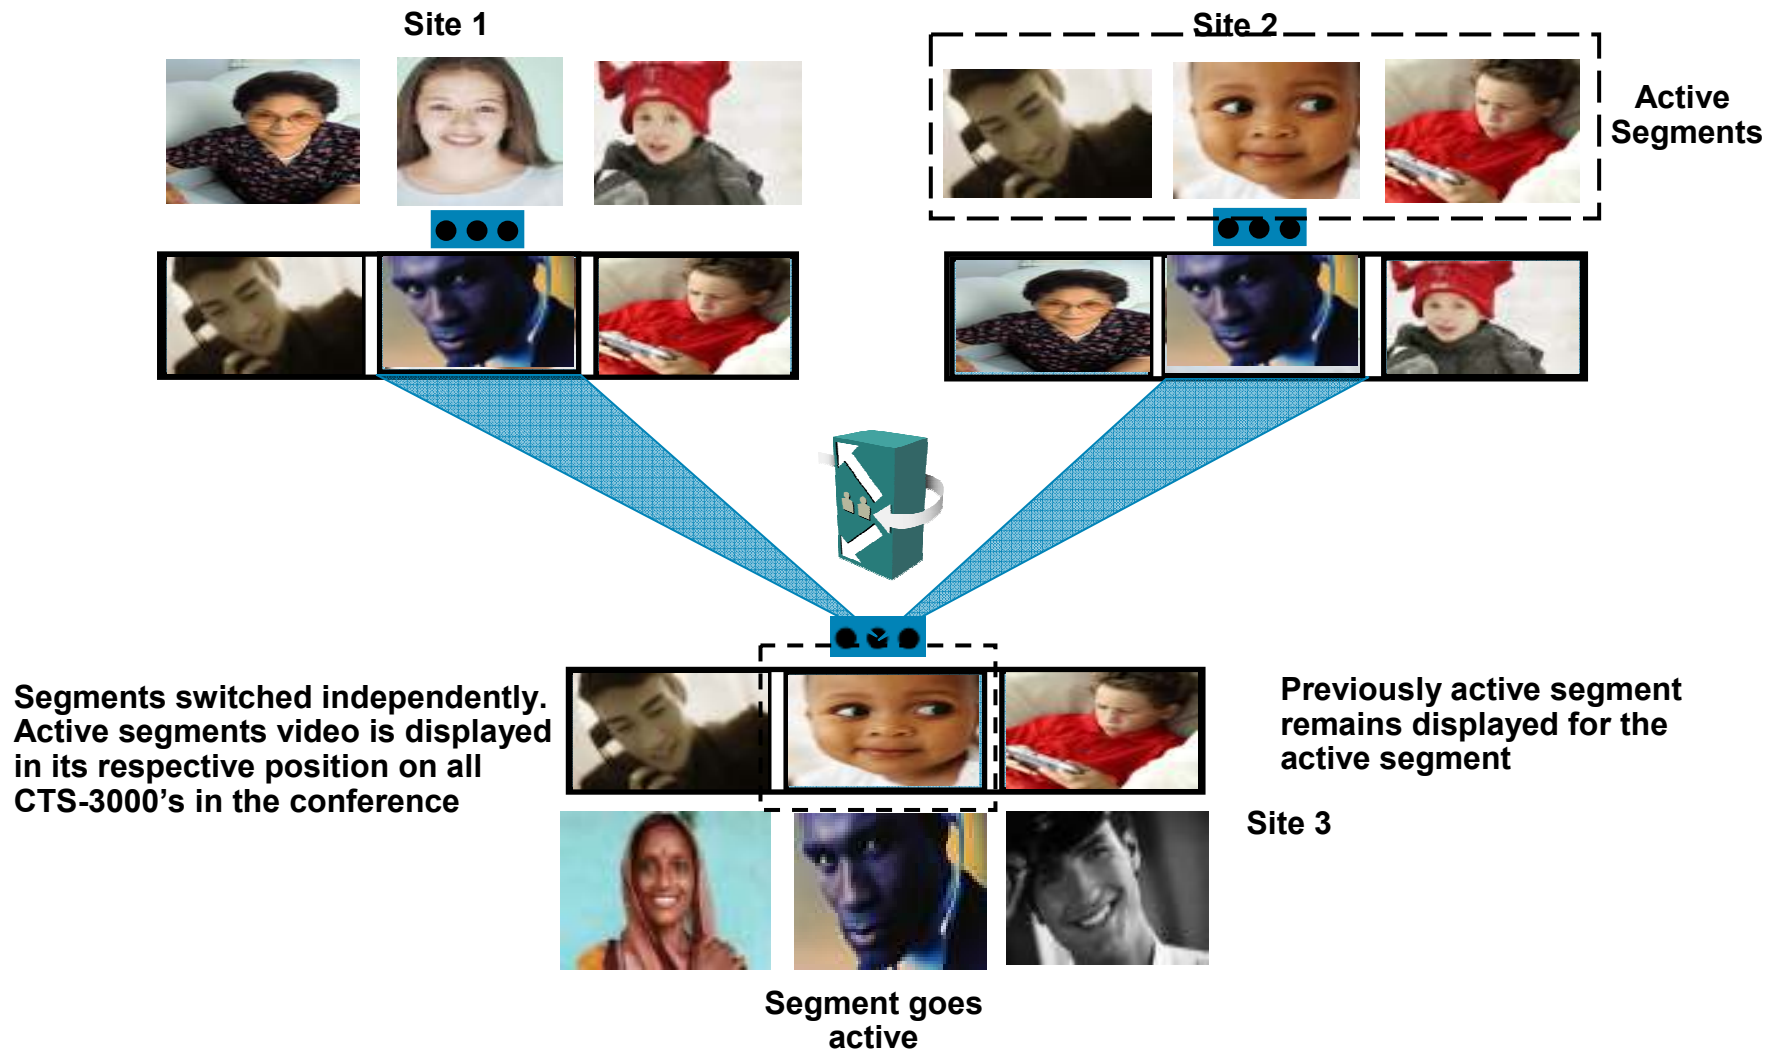 Site 1
Site 2
Active
Segments
Segments switched independently.
Active segments video is displayed
in its respective position on all
CTS-3000’s in the conference
Previously active segment
remains displayed for the
active segment
Site 3
Segment goes
active